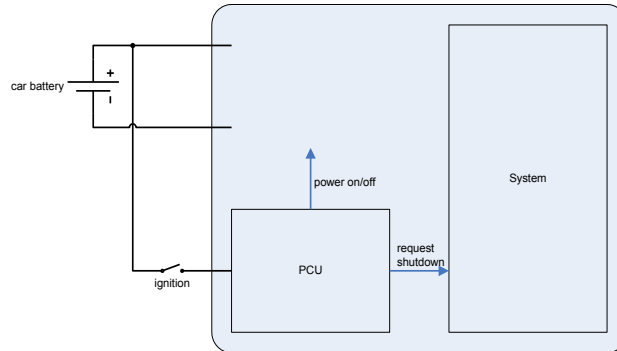 +
car battery
–
System
power on/off
request
shutdown
PCU
ignition